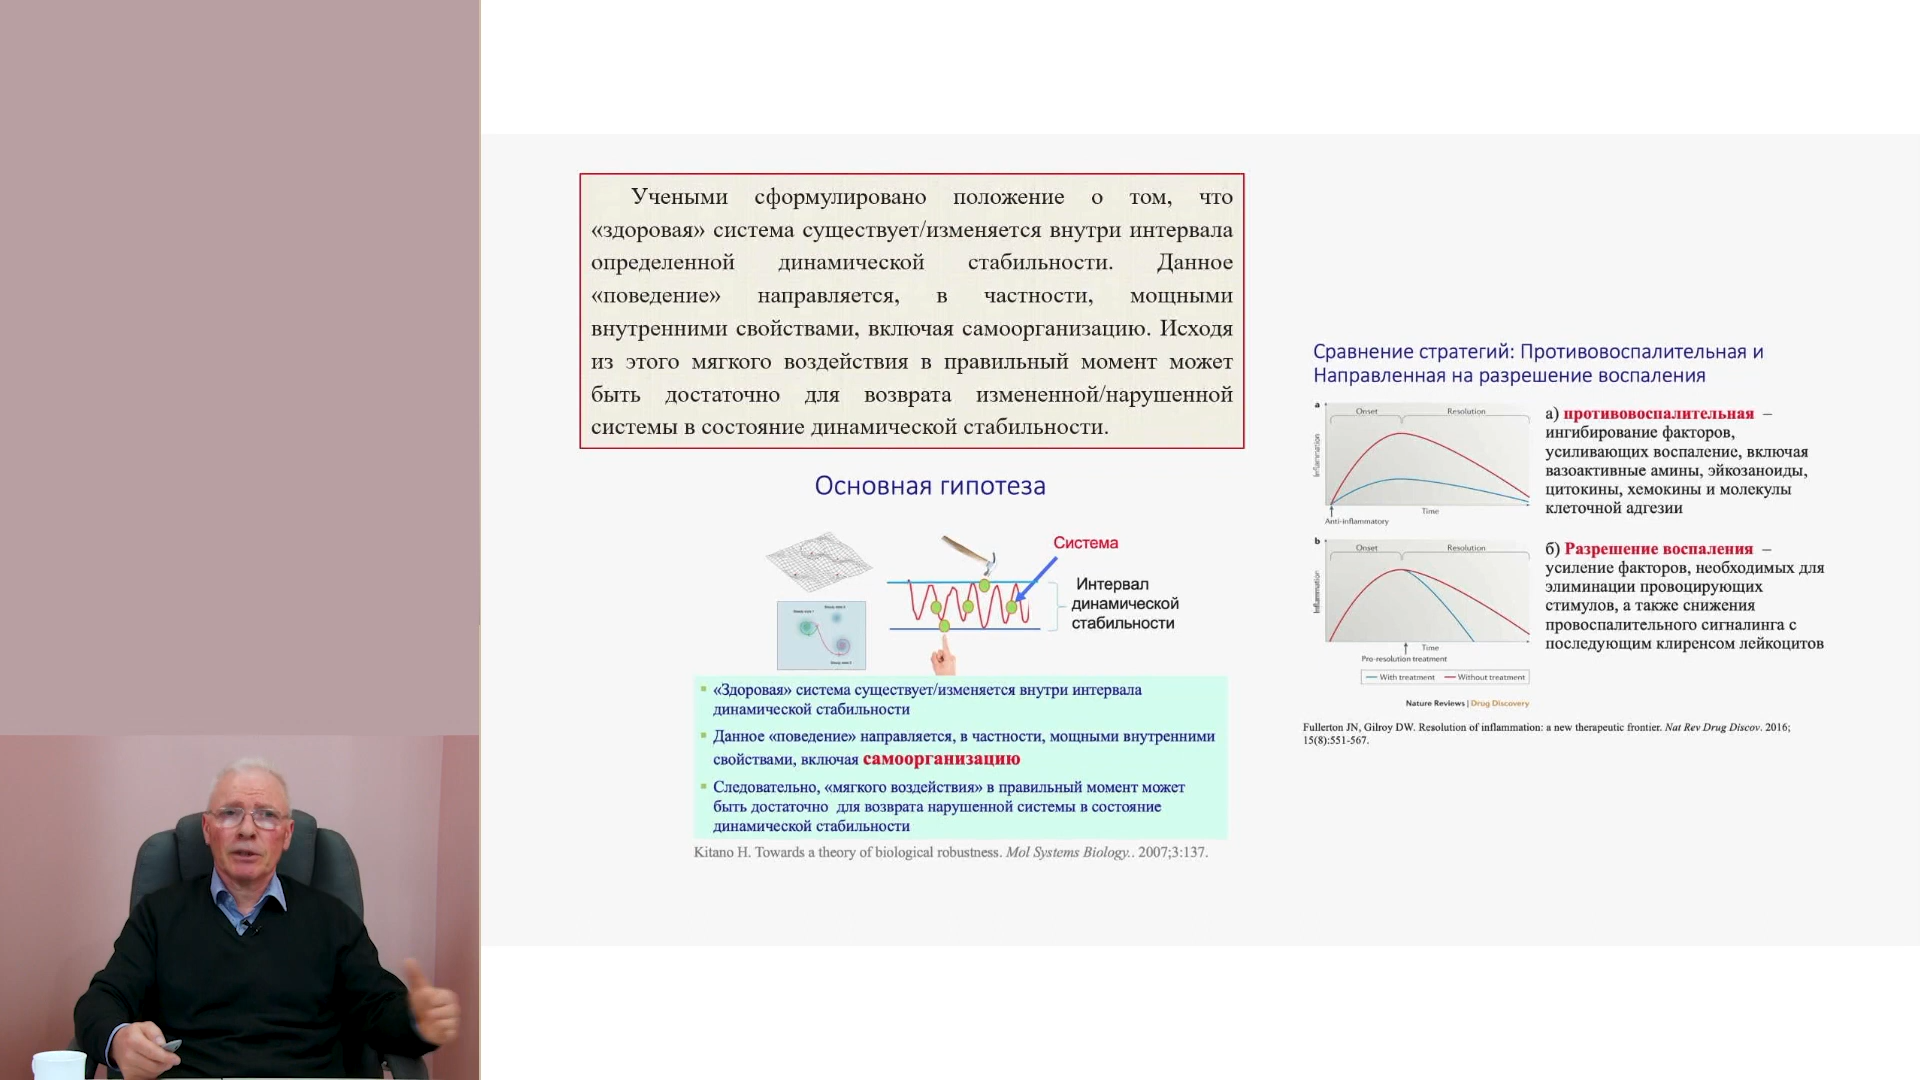 Учеными сформулировано положение о том, что
«здоровая» система существует/изменяется внутри интервала
определенной динамической стабильности. Данное
«поведение» направляется, в частности, мощными
внутренними свойствами, включая самоорганизацию. Исходя
из этого мягкого воздействия в правильный момент может
быть достаточно для возврата измененной/нарушенной
системы в состояние динамической стабильности.
Основная гипотеза
Система
Интервал
динамической
стабильности
«Здоровая» система существует/изменяется внутри интервала
динамической стабильности
Данное «поведение» направляется, в частности, мощными внутренними
свойствами, включая самоорганизацию
Следовательно, «мягкого воздействия» в правильный момент может
быть достаточно для возврата нарушенной системы в состояние
динамической стабильности
Kitano H. Towards a theory of biological robustness. Mol Systems Biology.. 2007;3:137.
Сравнение стратегий: Противовоспалительная и
Направленная на разрешение воспаления
a
Onset
Resolution
Inflammation
Time
Anti-inflammatory
а) противовоспалительная –
ингибирование факторов,
усиливающих воспаление, включая
вазоактивные амины, эйкозаноиды,
цитокины, хемокины и молекулы
клеточной адгезии
b
Onset
Resolution
Inflammation
Time
Pro-resolution treatment
With treatment
Without treatment
Nature Reviews | Drug Discovery
б) Разрешение воспаления –
усиление факторов, необходимых для
элиминации провоцирующих
стимулов, а также снижения
провоспалительного сигналинга с
последующим клиренсом лейкоцитов
Fullerton JN, Gilroy DW. Resolution of inflammation: a new therapeutic frontier. Nat Rev Drug Discov. 2016;
15(8):551-567.